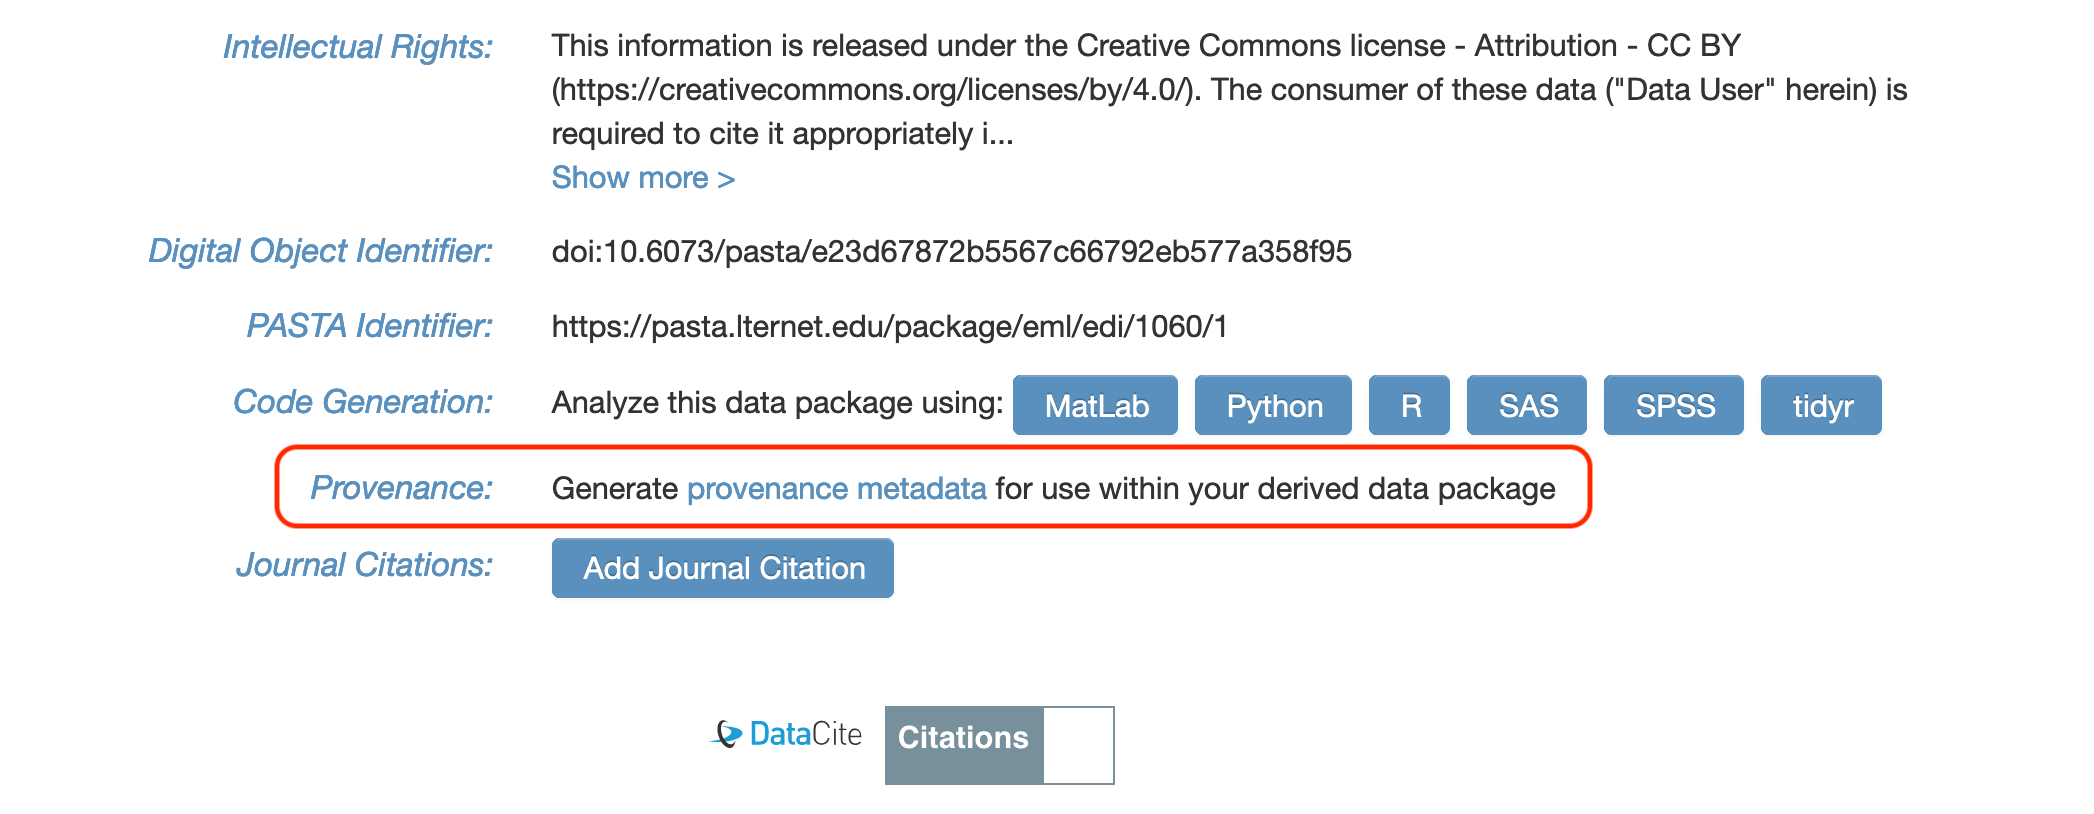 Intellectual Rights: This information is released under the Creative Commons license - Attribution - CC BY
(https://creativecommons.org/licenses/by/4.0/). The consumer of these data ("Data User" herein) is
required to cite it appropriately i...
Show more >
Digital Object Identifier: doi:10.6073/pasta/e23d67872b5567c66792eb577a358f95
PASTA Identifier: https://pasta.lternet.edu/package/eml/edi/1060/1
Code Generation: Analyze this data package using: MatLab Python R SAS SPSS tidyr
Provenance: Generate provenance metadata for use within your derived data package
Journal Citations: Add Journal Citation
DataCite Citations